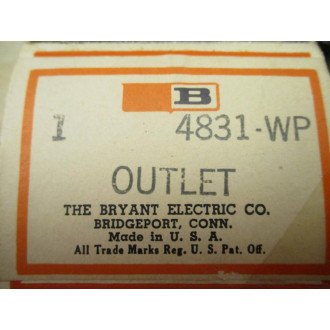 B
1 4831-WP
OUTLET
THE BRYANT ELECTRIC CO.
BRIDGEPORT, CONN.
Made in U. S. A.
All Trade Marks Reg. U. S. Pat. Off.